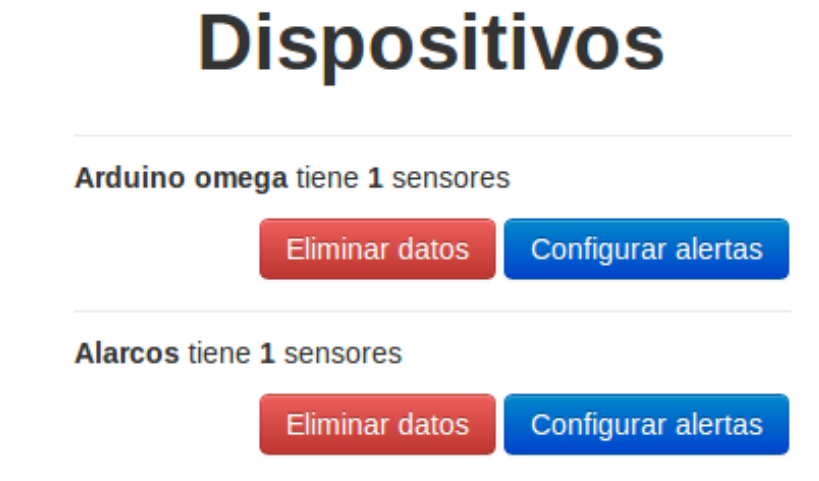 Dispositivos
Arduino omega tiene 1 sensores
Eliminar datos Configurar alertas
Alarcos tiene 1 sensores
Eliminar datos Configurar alertas